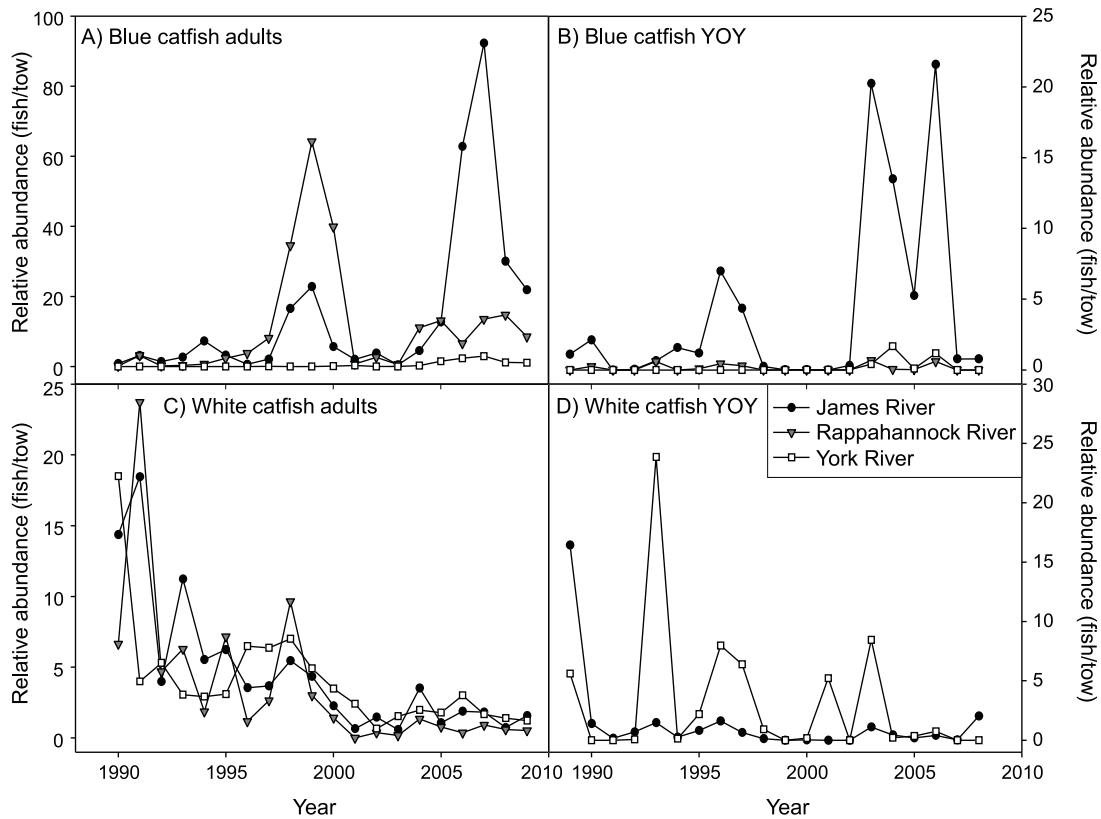 A) Blue catfish adults
B) Blue catfish YOY
Relative abundance (fish/tow)
100
80
60
40
20
0
25
20
15
10
5
0
Relative abundance (fish/tow)
C) White catfish adults
D) White catfish YOY
James River
Rappahannock River
York River
Relative abundance (fish/tow)
25
20
15
10
5
0
30
25
20
15
10
5
0
Relative abundance (fish/tow)
1990 1995 2000 2005 2010
1990 1995 2000 2005 2010
Year
Year